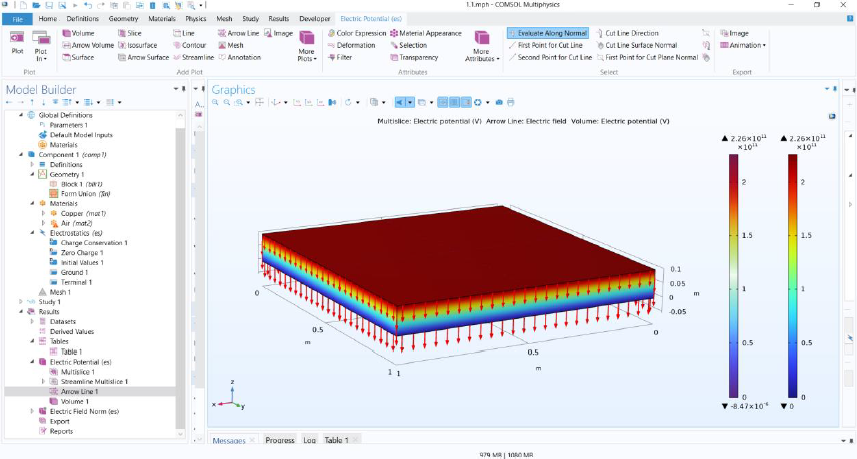 1.1.mph - COMSOL Multiphysics
File Home Definitions Geometry Materials Physics Mesh Study Results Developer Electric Potential (es)
Plot
Plot In
Volume Slice Line Arrow Line Image
Arrow Volume Isosurface Contour Mesh
Surface Arrow Surface Streamline Annotation
More Plots
Color Expression Material Appearance
Deformation Selection
Filter Transparency
More Attributes
Evaluate Along Normal Cut Line Direction
First Point for Cut Line Cut Line Surface Normal
Second Point for Cut Line First Point for Cut Plane Normal
Image
Animation
Plot Add Plot Attributes Select Export
Model Builder
Global Definitions
Parameters 1
Default Model Inputs
Materials
Component 1 (comp1)
Definitions
Geometry 1
Block 1 (blk1)
Form Union (fin)
Materials
Copper (mat1)
Air (mat2)
Electrostatics (es)
Charge Conservation 1
Zero Charge 1
Initial Values 1
Ground 1
Terminal 1
Mesh 1
Study 1
Results
Datasets
Derived Values
Tables
Table 1
Electric Potential (es)
Multislice 1
Streamline Multislice 1
Arrow Line 1
Volume 1
Electric Field Norm (es)
Export
Reports
A...
Graphics
Multislice: Electric potential (V) Arrow Line: Electric field Volume: Electric potential (V)
▲ 2.26×10¹¹ ▲ 2.26×10¹¹
×10¹¹ ×10¹¹
2 2
1.5 1.5
1 1
0.5 0.5
0 0
▼ -8.47×10⁻⁶ ▼ 0
0.1
0.05
0
-0.05
m
0
0.5
m
1 1
m
0.5
0
z
x y
Messages Progress Log Table 1
979 MB | 1080 MB